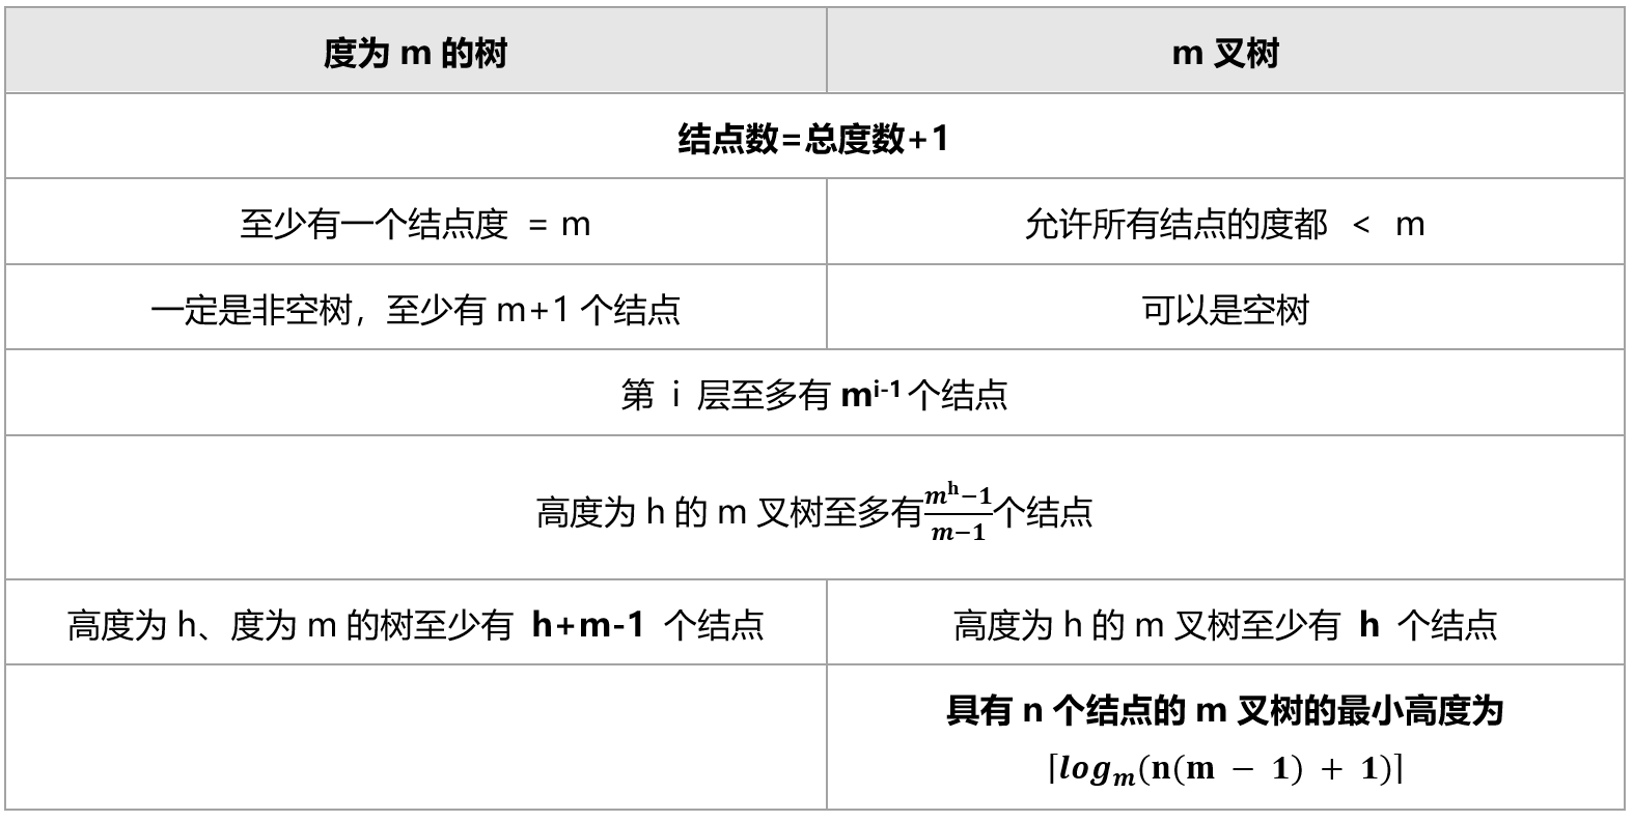 度为 m 的树
m 叉树
结点数=总度数+1
至少有一个结点度 = m
允许所有结点的度都 < m
一定是非空树，至少有 m+1 个结点
可以是空树
第 i 层至多有 mⁱ⁻¹ 个结点
高度为 h 的 m 叉树至多有 (mʰ−1)/(m−1) 个结点
高度为 h、度为 m 的树至少有 h+m-1 个结点
高度为 h 的 m 叉树至少有 h 个结点
具有 n 个结点的 m 叉树的最小高度为
⌈logₘ(n(m − 1) + 1)⌉